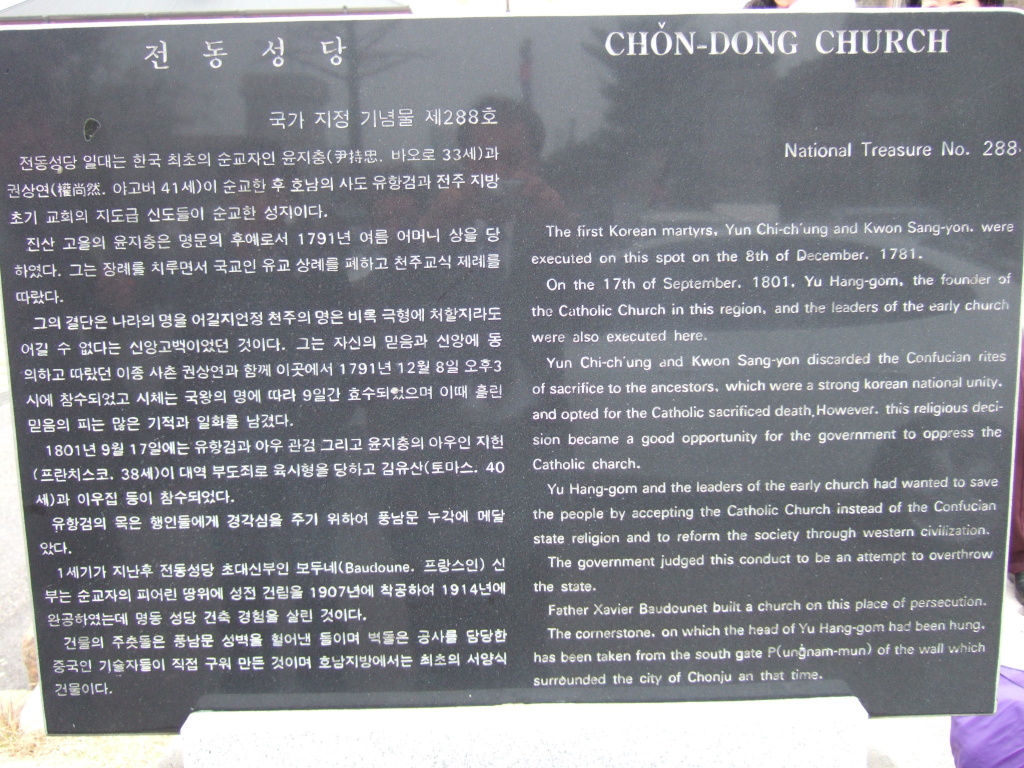 전 동 성 당
국가 지정 기념물 제288호
전동성당 일대는 한국 최초의 순교자인 윤지충(尹持忠. 바오로 33세)과
권상연(權尙然. 야고버 41세)이 순교한 후 호남의 사도 유항검과 전주 지방
초기 교회의 지도급 신도들이 순교한 성지이다.
진산 고을의 윤지충은 명문의 후예로서 1791년 여름 어머니 상을 당
하였다. 그는 장례를 치루면서 국교인 유교 상례를 폐하고 천주교식 제례를
따랐다.
그의 결단은 나라의 명을 어길지언정 천주의 명은 비록 극형에 처할지라도
어길 수 없다는 신앙고백이었던 것이다. 그는 자신의 믿음과 신앙에 동
의하고 따랐던 이종 사촌 권상연과 함께 이곳에서 1791년 12월 8일 오후3
시에 참수되었고 시체는 국왕의 명에 따라 9일간 효수되었으며 이때 흘린
믿음의 피는 많은 기적과 일화를 남겼다.
1801년 9월 17일에는 유항검과 아우 관검 그리고 윤지충의 아우인 지헌
(프란치스코. 38세)이 대역 부도죄로 육시형을 당하고 김유산(토마스. 40
세)과 이우집 등이 참수되었다.
유항검의 목은 행인들에게 경각심을 주기 위하여 풍남문 누각에 메달
았다.
1세기가 지난후 전동성당 초대신부인 보두네(Baudoune. 프랑스인) 신
부는 순교자의 피어린 땅위에 성전 건립을 1907년에 착공하여 1914년에
완공하였는데 명동 성당 건축 경험을 살린 것이다.
건물의 주춧돌은 풍남문 성벽을 헐어낸 돌이며 벽돌은 공사를 담당한
중국인 기술자들이 직접 구워 만든 것이며 호남지방에서는 최초의 서양식
건물이다.
CHŎN-DONG CHURCH
National Treasure No. 288.
The first Korean martyrs, Yun Chi-ch'ung and Kwon Sang-yon. were
executed on this spot on the 8th of December. 1781.
On the 17th of September. 1801, Yu Hang-gom, the founder of
the Catholic Church in this region, and the leaders of the early church
were also executed here.
Yun Chi-ch'ung and Kwon Sang-yon discarded the Confucian rites
of sacrifice to the ancestors, which were a strong korean national unity,
and opted for the Catholic sacrificed death,However. this religious deci-
sion became a good opportunity for the government to oppress the
Catholic charch.
Yu Hang-gom and the leaders of the early church had wanted to save
the people by accepting the Catholic Church instead of the Confucian
state religion and to reform the society through western civilization.
The government judged this conduct to be an attempt to overthrow
the state.
Father Xavier Baudounet built a church on this place of persecution.
The cornerstone. on which the head of Yu Hang-gom had been hung.
has been taken from the south gate P(ungnam-mun) of the wall which
surrounded the city of Chonju an that time.